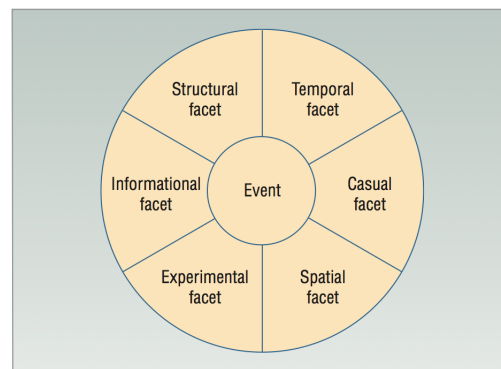 Structural
facet
Temporal
facet
Informational
facet
Event
Casual
facet
Experimental
facet
Spatial
facet